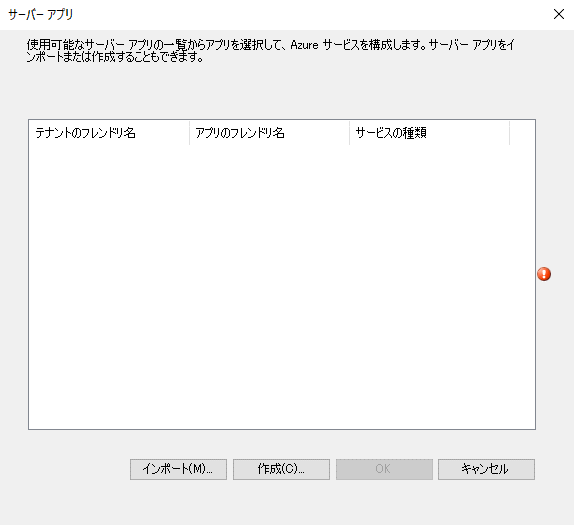 サーバー アプリ
使用可能なサーバー アプリの一覧からアプリを選択して、Azure サービスを構成します。サーバー アプリをイ
ンポートまたは作成することもできます。
テナントのフレンドリ名 アプリのフレンドリ名 サービスの種類
インポート(M)... 作成(C)... OK キャンセル